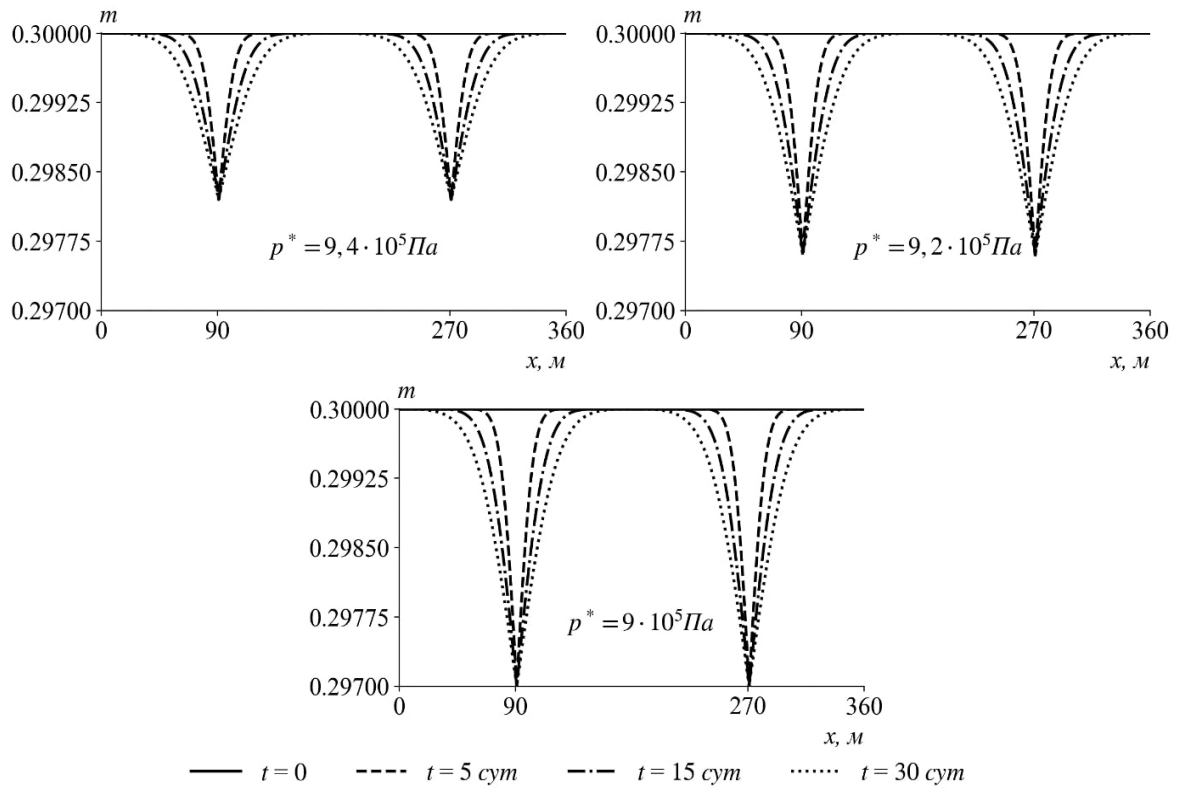 m
0.30000
0.29925
0.29850
0.29775
0.29700
p* = 9,4 · 10⁵Па
0 90 270 360
x, м
m
0.30000
0.29925
0.29850
0.29775
0.29700
p* = 9,2 · 10⁵Па
0 90 270 360
x, м
m
0.30000
0.29925
0.29850
0.29775
0.29700
p* = 9 · 10⁵Па
0 90 270 360
x, м
t = 0 t = 5 сут t = 15 сут t = 30 сут